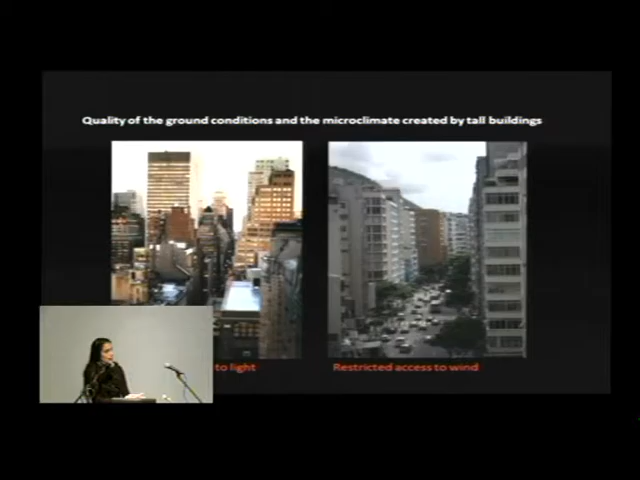 Quality of the ground conditions and the microclimate created by tall buildings
to light
Restricted access to wind